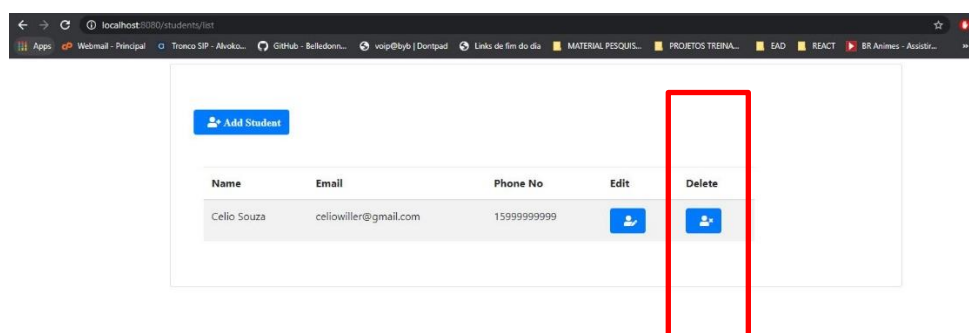 localhost:8080/students/list
Apps Webmail - Principal Tronco SIP - Alvoko... GitHub - Belledonn... voip@byb | Dontpad Links de fim do dia MATERIAL PESQUIS... PROJETOS TREINA... EAD REACT BR Animes - Assistir... »
Add Student
Name Email Phone No Edit Delete
Celio Souza celiowiller@gmail.com 15999999999